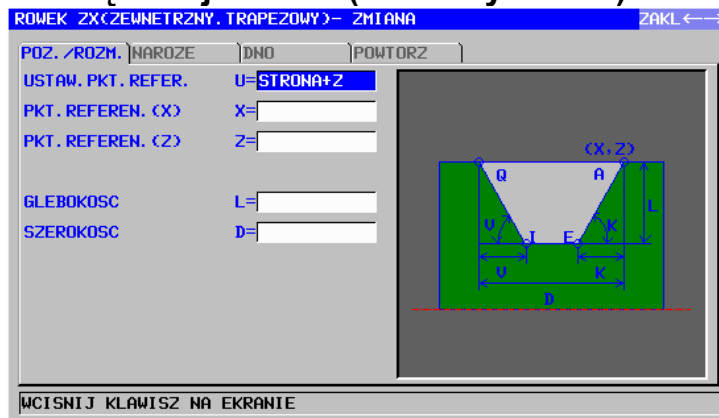 ROWEK ZX(ZEWNETRZNY.TRAPEZOWY)- ZMIANA
ZAKL
POZ./ROZM. NAROZE DNO POWTORZ
USTAW.PKT.REFER. U=STRONA+Z
PKT.REFEREN.(X) X=
PKT.REFEREN.(Z) Z=
GLEBOKOSC L=
SZEROKOSC D=
(X,Z)
Q A
L
V I E K
V K
D
WCISNIJ KLAWISZ NA EKRANIE